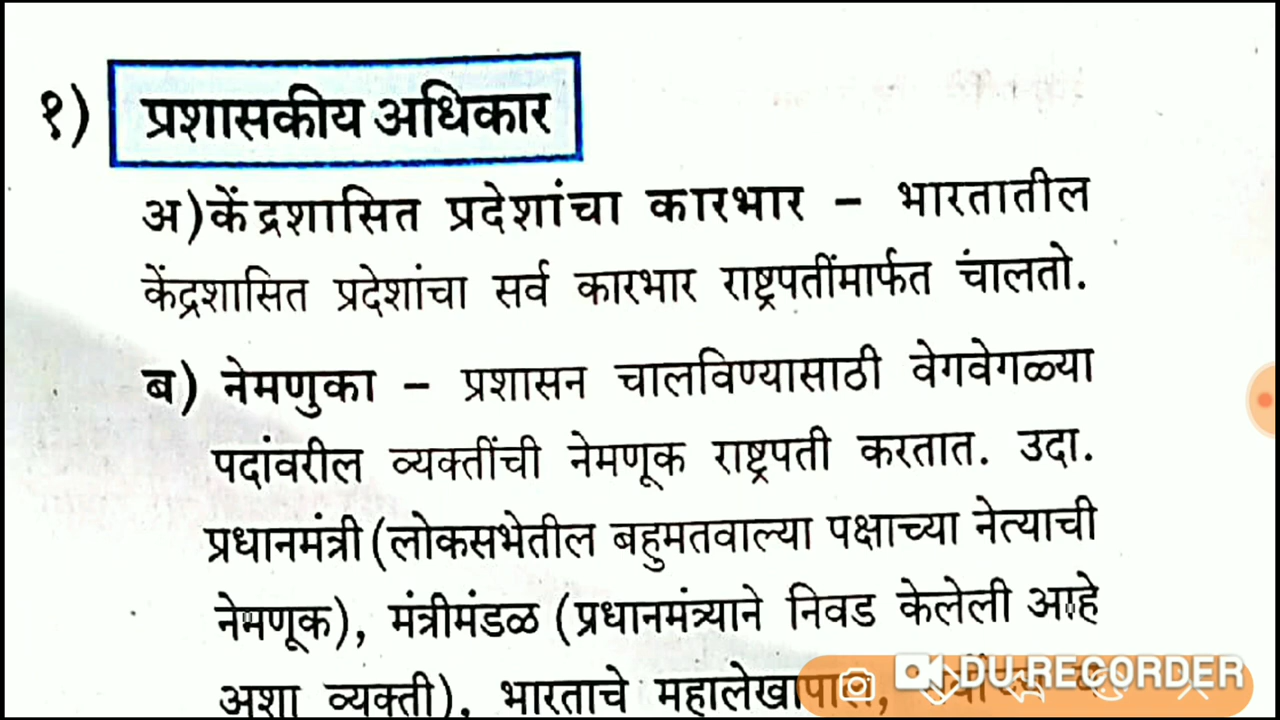 १) प्रशासकीय अधिकार
अ) केंद्रशासित प्रदेशांचा कारभार – भारतातील
केंद्रशासित प्रदेशांचा सर्व कारभार राष्ट्रपतींमार्फत चालतो.
ब) नेमणुका – प्रशासन चालविण्यासाठी वेगवेगळ्या
पदांवरील व्यक्तींची नेमणूक राष्ट्रपती करतात. उदा.
प्रधानमंत्री (लोकसभेतील बहुमतवाल्या पक्षाच्या नेत्याची
नेमणूक), मंत्रीमंडळ (प्रधानमंत्र्याने निवड केलेली आहे
अशा व्यक्ती), भारताचे महालेखापाल,
DU RECORDER